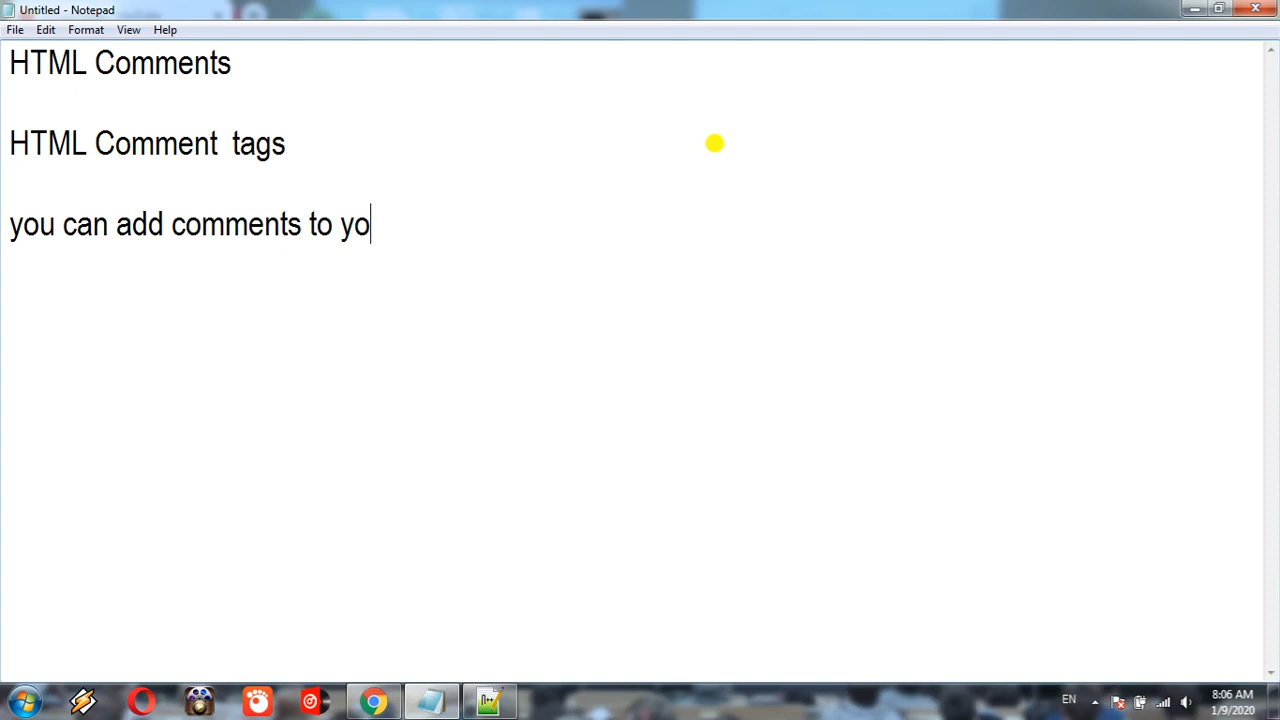 Untitled - Notepad
File Edit Format View Help
HTML Comments
HTML Comment  tags
you can add comments to yo
EN
8:06 AM
1/9/2020